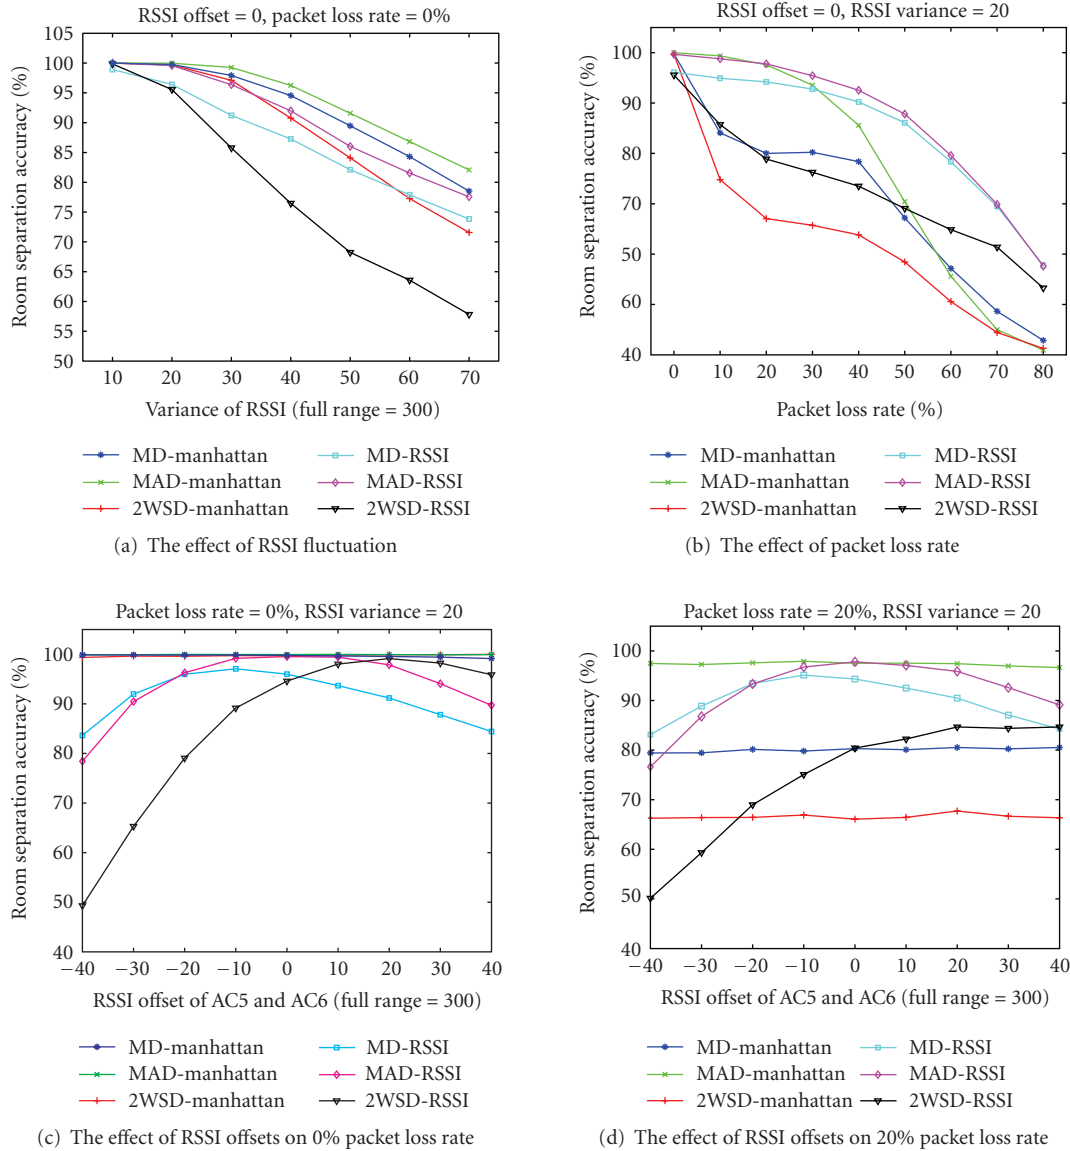 RSSI offset = 0, packet loss rate = 0%
105
100
95
90
85
80
75
70
65
60
55
50
Room separation accuracy (%)
10 20 30 40 50 60 70
Variance of RSSI (full range = 300)
MD-manhattan
MAD-manhattan
2WSD-manhattan
MD-RSSI
MAD-RSSI
2WSD-RSSI
(a) The effect of RSSI fluctuation
RSSI offset = 0, RSSI variance = 20
100
90
80
70
50
60
40
Room separation accuracy (%)
0 10 20 30 40 50 60 70 80
Packet loss rate (%)
MD-manhattan
MAD-manhattan
2WSD-manhattan
MD-RSSI
MAD-RSSI
2WSD-RSSI
(b) The effect of packet loss rate
Packet loss rate = 0%, RSSI variance = 20
100
90
80
70
60
50
40
Room separation accuracy (%)
−40 −30 −20 −10 0 10 20 30 40
RSSI offset of AC5 and AC6 (full range = 300)
MD-manhattan
MAD-manhattan
2WSD-manhattan
MD-RSSI
MAD-RSSI
2WSD-RSSI
(c) The effect of RSSI offsets on 0% packet loss rate
Packet loss rate = 20%, RSSI variance = 20
100
90
80
70
60
50
40
Room separation accuracy (%)
−40 −30 −20 −10 0 10 20 30 40
RSSI offset of AC5 and AC6 (full range = 300)
MD-manhattan
MAD-manhattan
2WSD-manhattan
MD-RSSI
MAD-RSSI
2WSD-RSSI
(d) The effect of RSSI offsets on 20% packet loss rate